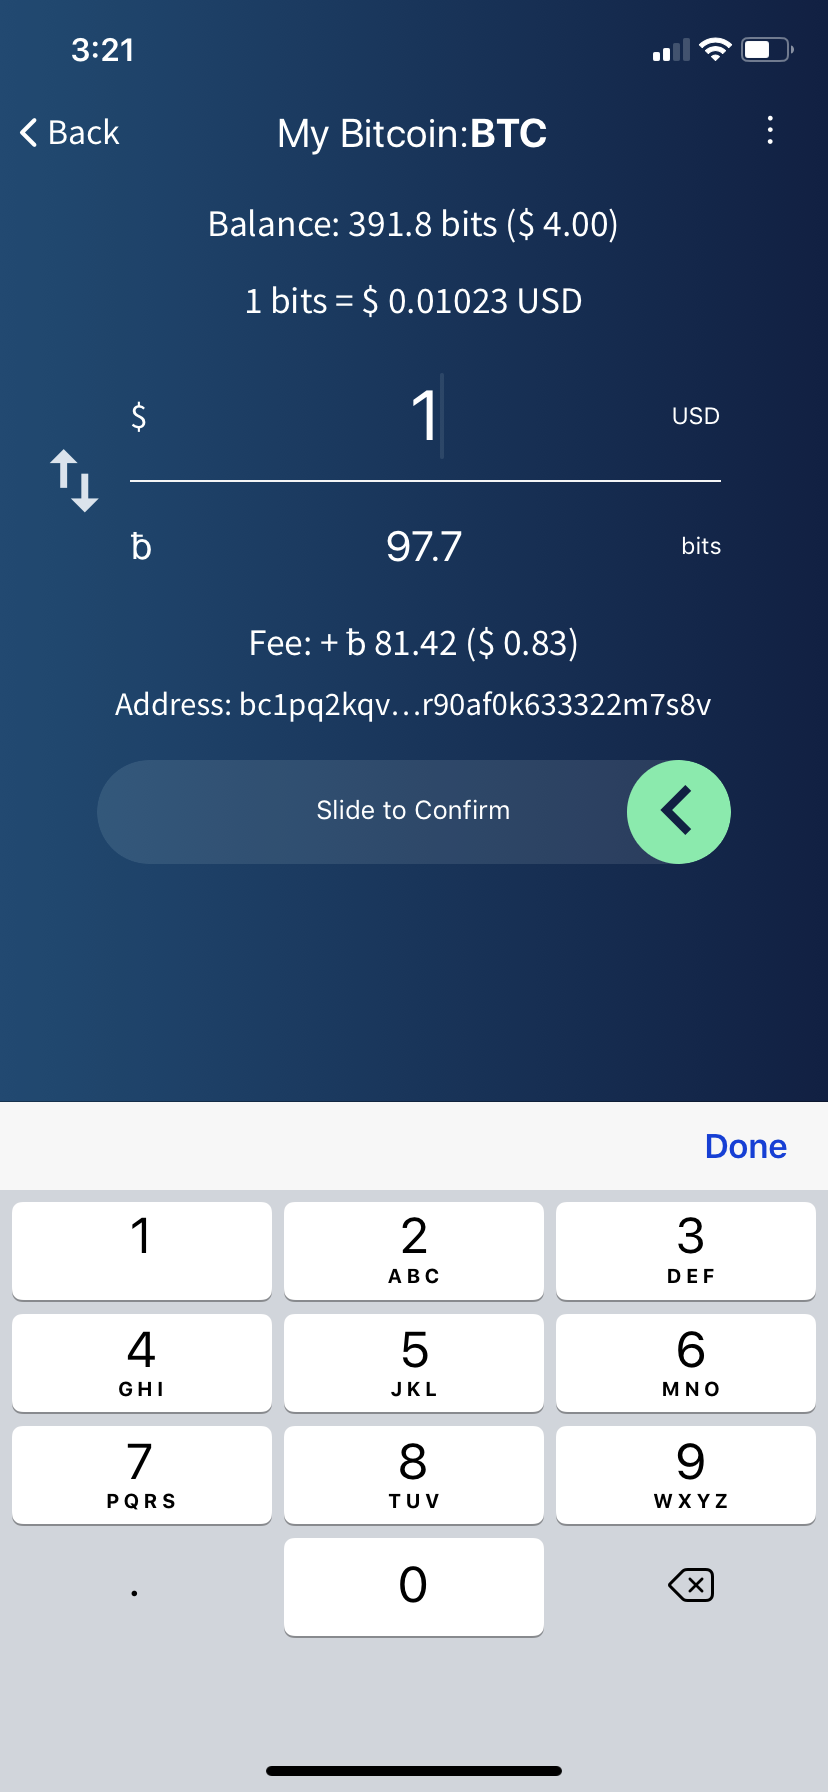 3:21
Back My Bitcoin:BTC
Balance: 391.8 bits ($ 4.00)
1 bits = $ 0.01023 USD
$ 1 USD
ƀ 97.7 bits
Fee: + ƀ 81.42 ($ 0.83)
Address: bc1pq2kqv...r90af0k633322m7s8v
Slide to Confirm
Done
1 2 3
ABC DEF
4 5 6
GHI JKL MNO
7 8 9
PQRS TUV WXYZ
. 0